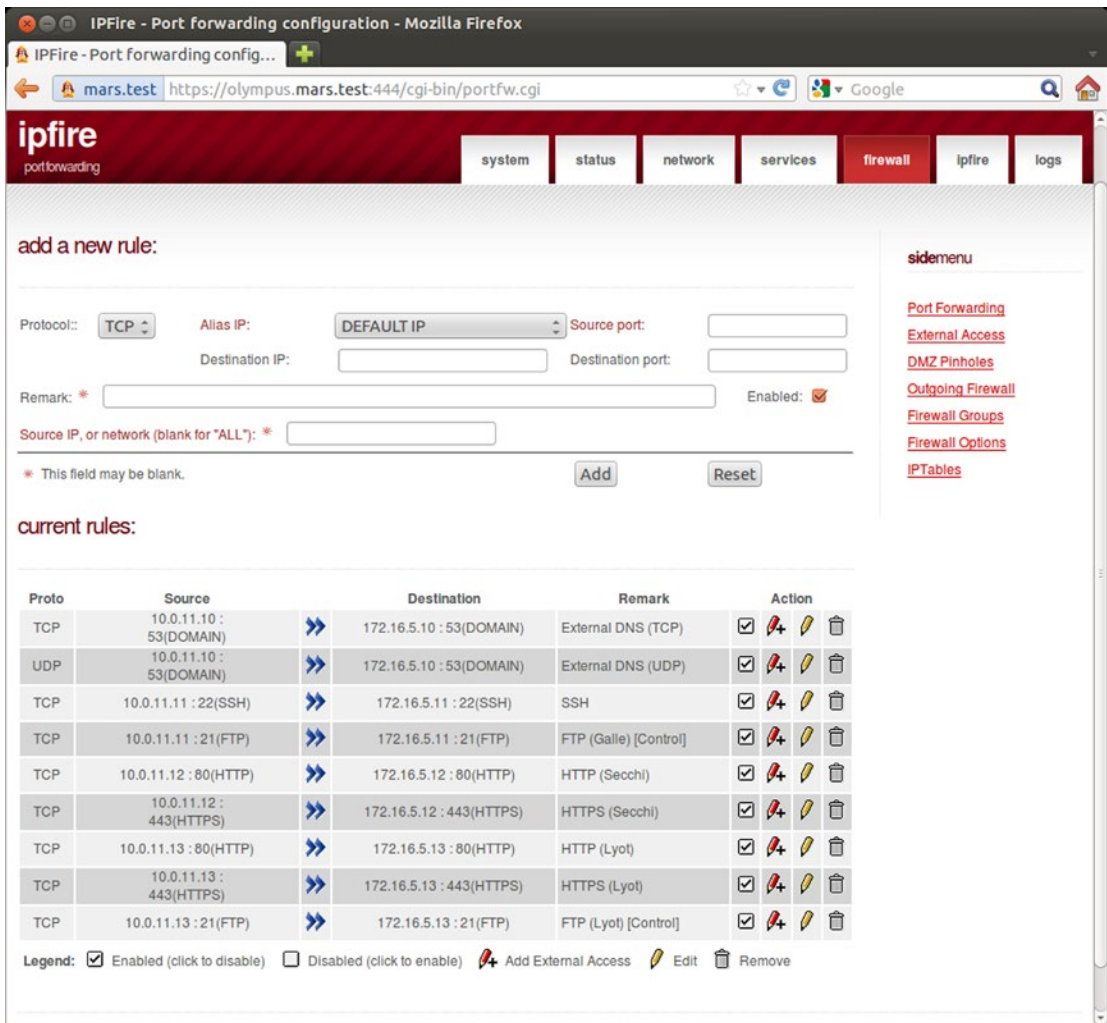 IPFire - Port forwarding configuration - Mozilla Firefox
IPFire - Port forwarding config...
mars.test https://olympus.mars.test:444/cgi-bin/portfw.cgi
Google
ipfire
port forwarding
system status network services firewall ipfire logs
add a new rule:
sidemenu
Port Forwarding
External Access
DMZ Pinholes
Outgoing Firewall
Firewall Groups
Firewall Options
IPTables
Protocol:: TCP Alias IP: DEFAULT IP Source port:
Destination IP: Destination port:
Remark: * Enabled:
Source IP, or network (blank for "ALL"): *
* This field may be blank. Add Reset
current rules:
Proto Source Destination Remark Action
TCP 10.0.11.10 : 53(DOMAIN) 172.16.5.10 : 53(DOMAIN) External DNS (TCP)
UDP 10.0.11.10 : 53(DOMAIN) 172.16.5.10 : 53(DOMAIN) External DNS (UDP)
TCP 10.0.11.11 : 22(SSH) 172.16.5.11 : 22(SSH) SSH
TCP 10.0.11.11 : 21(FTP) 172.16.5.11 : 21(FTP) FTP (Galle) [Control]
TCP 10.0.11.12 : 80(HTTP) 172.16.5.12 : 80(HTTP) HTTP (Secchi)
TCP 10.0.11.12 : 443(HTTPS) 172.16.5.12 : 443(HTTPS) HTTPS (Secchi)
TCP 10.0.11.13 : 80(HTTP) 172.16.5.13 : 80(HTTP) HTTP (Lyot)
TCP 10.0.11.13 : 443(HTTPS) 172.16.5.13 : 443(HTTPS) HTTPS (Lyot)
TCP 10.0.11.13 : 21(FTP) 172.16.5.13 : 21(FTP) FTP (Lyot) [Control]
Legend: Enabled (click to disable) Disabled (click to enable) Add External Access Edit Remove